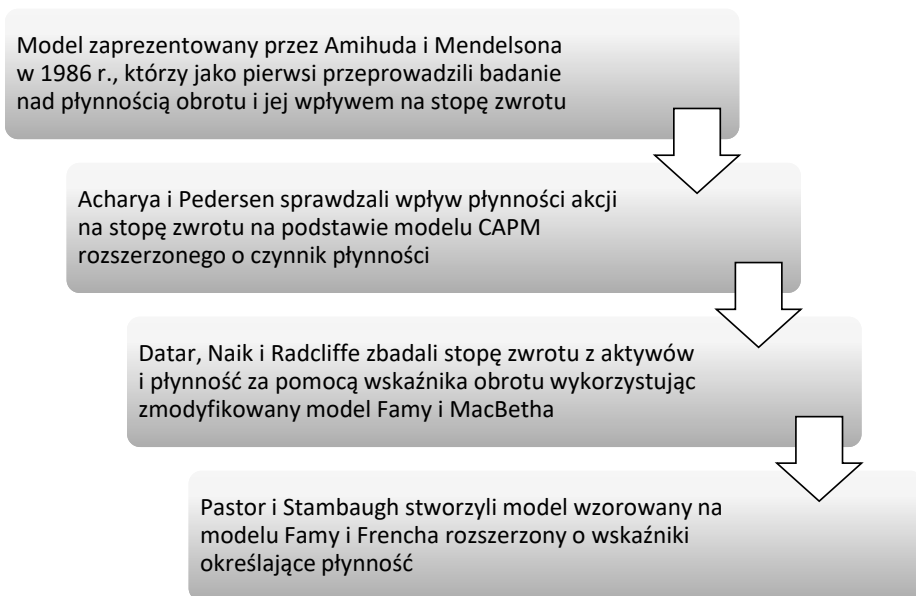 Model zaprezentowany przez Amihuda i Mendelsona
w 1986 r., którzy jako pierwsi przeprowadzili badanie
nad płynnością obrotu i jej wpływem na stopę zwrotu
Acharya i Pedersen sprawdzali wpływ płynności akcji
na stopę zwrotu na podstawie modelu CAPM
rozszerzonego o czynnik płynności
Datar, Naik i Radcliffe zbadali stopę zwrotu z aktywów
i płynność za pomocą wskaźnika obrotu wykorzystując
zmodyfikowany model Famy i MacBetha
Pastor i Stambaugh stworzyli model wzorowany na
modelu Famy i Frencha rozszerzony o wskaźniki
określające płynność